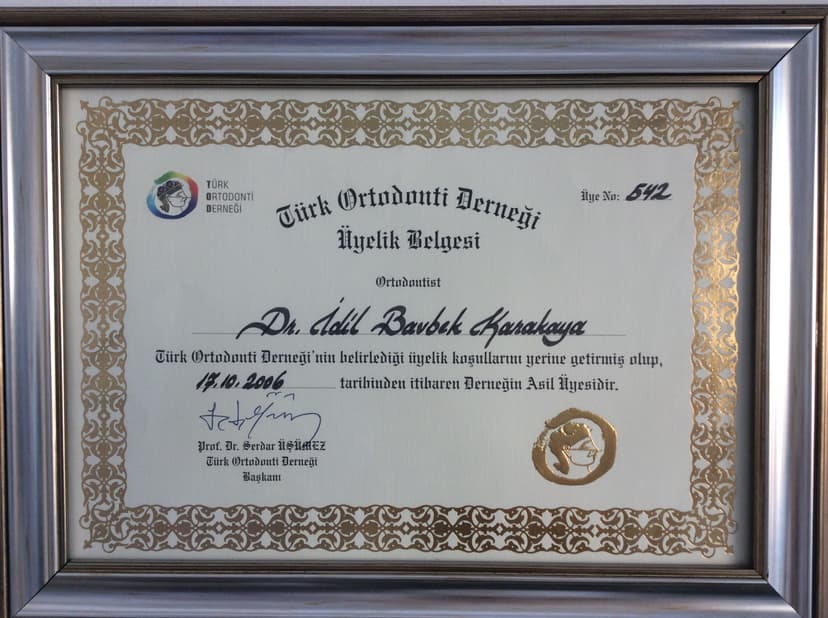 TÜRK
ORTODONTİ
DERNEĞİ
Türk Ortodonti Derneği
Üye No: 542
Üyelik Belgesi
Ortodontist
Dr. İdil Bavbek Karakaya
Türk Ortodonti Derneği'nin belirlediği üyelik koşullarını yerine getirmiş olup,
17.10.2006 tarihinden itibaren Derneğin Asil Üyesidir.
Prof. Dr. Serdar ÜŞÜMEZ
Türk Ortodonti Derneği
Başkanı